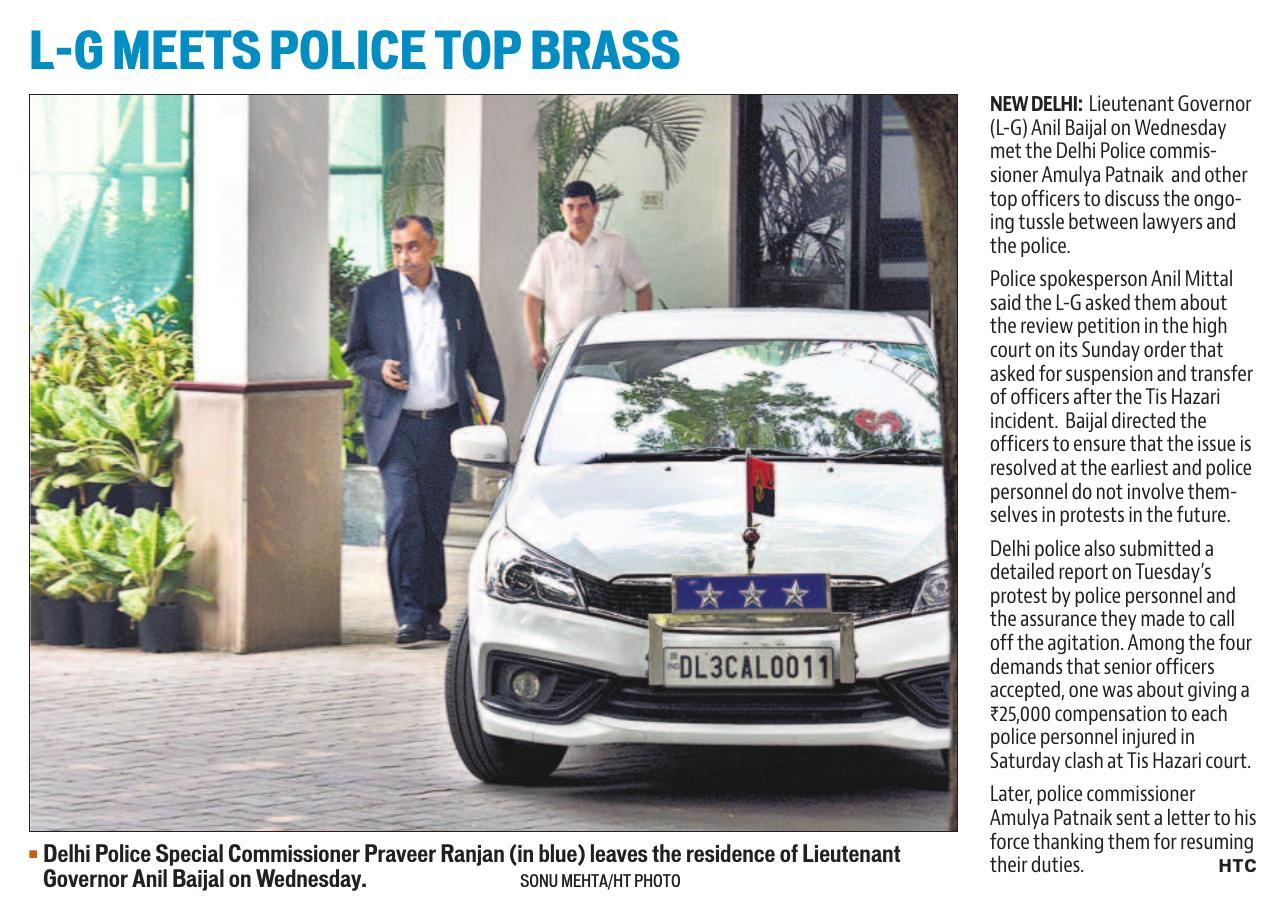 L-G MEETS POLICE TOP BRASS
DL3CAL0011
NEW DELHI: Lieutenant Governor
(L-G) Anil Baijal on Wednesday
met the Delhi Police commis-
sioner Amulya Patnaik and other
top officers to discuss the ongo-
ing tussle between lawyers and
the police.
Police spokesperson Anil Mittal
said the L-G asked them about
the review petition in the high
court on its Sunday order that
asked for suspension and transfer
of officers after the Tis Hazari
incident. Baijal directed the
officers to ensure that the issue is
resolved at the earliest and police
personnel do not involve them-
selves in protests in the future.
Delhi police also submitted a
detailed report on Tuesday's
protest by police personnel and
the assurance they made to call
off the agitation. Among the four
demands that senior officers
accepted, one was about giving a
₹25,000 compensation to each
police personnel injured in
Saturday clash at Tis Hazari court.
Later, police commissioner
Amulya Patnaik sent a letter to his
force thanking them for resuming
their duties. HTC
Delhi Police Special Commissioner Praveer Ranjan (in blue) leaves the residence of Lieutenant
Governor Anil Baijal on Wednesday. SONU MEHTA/HT PHOTO